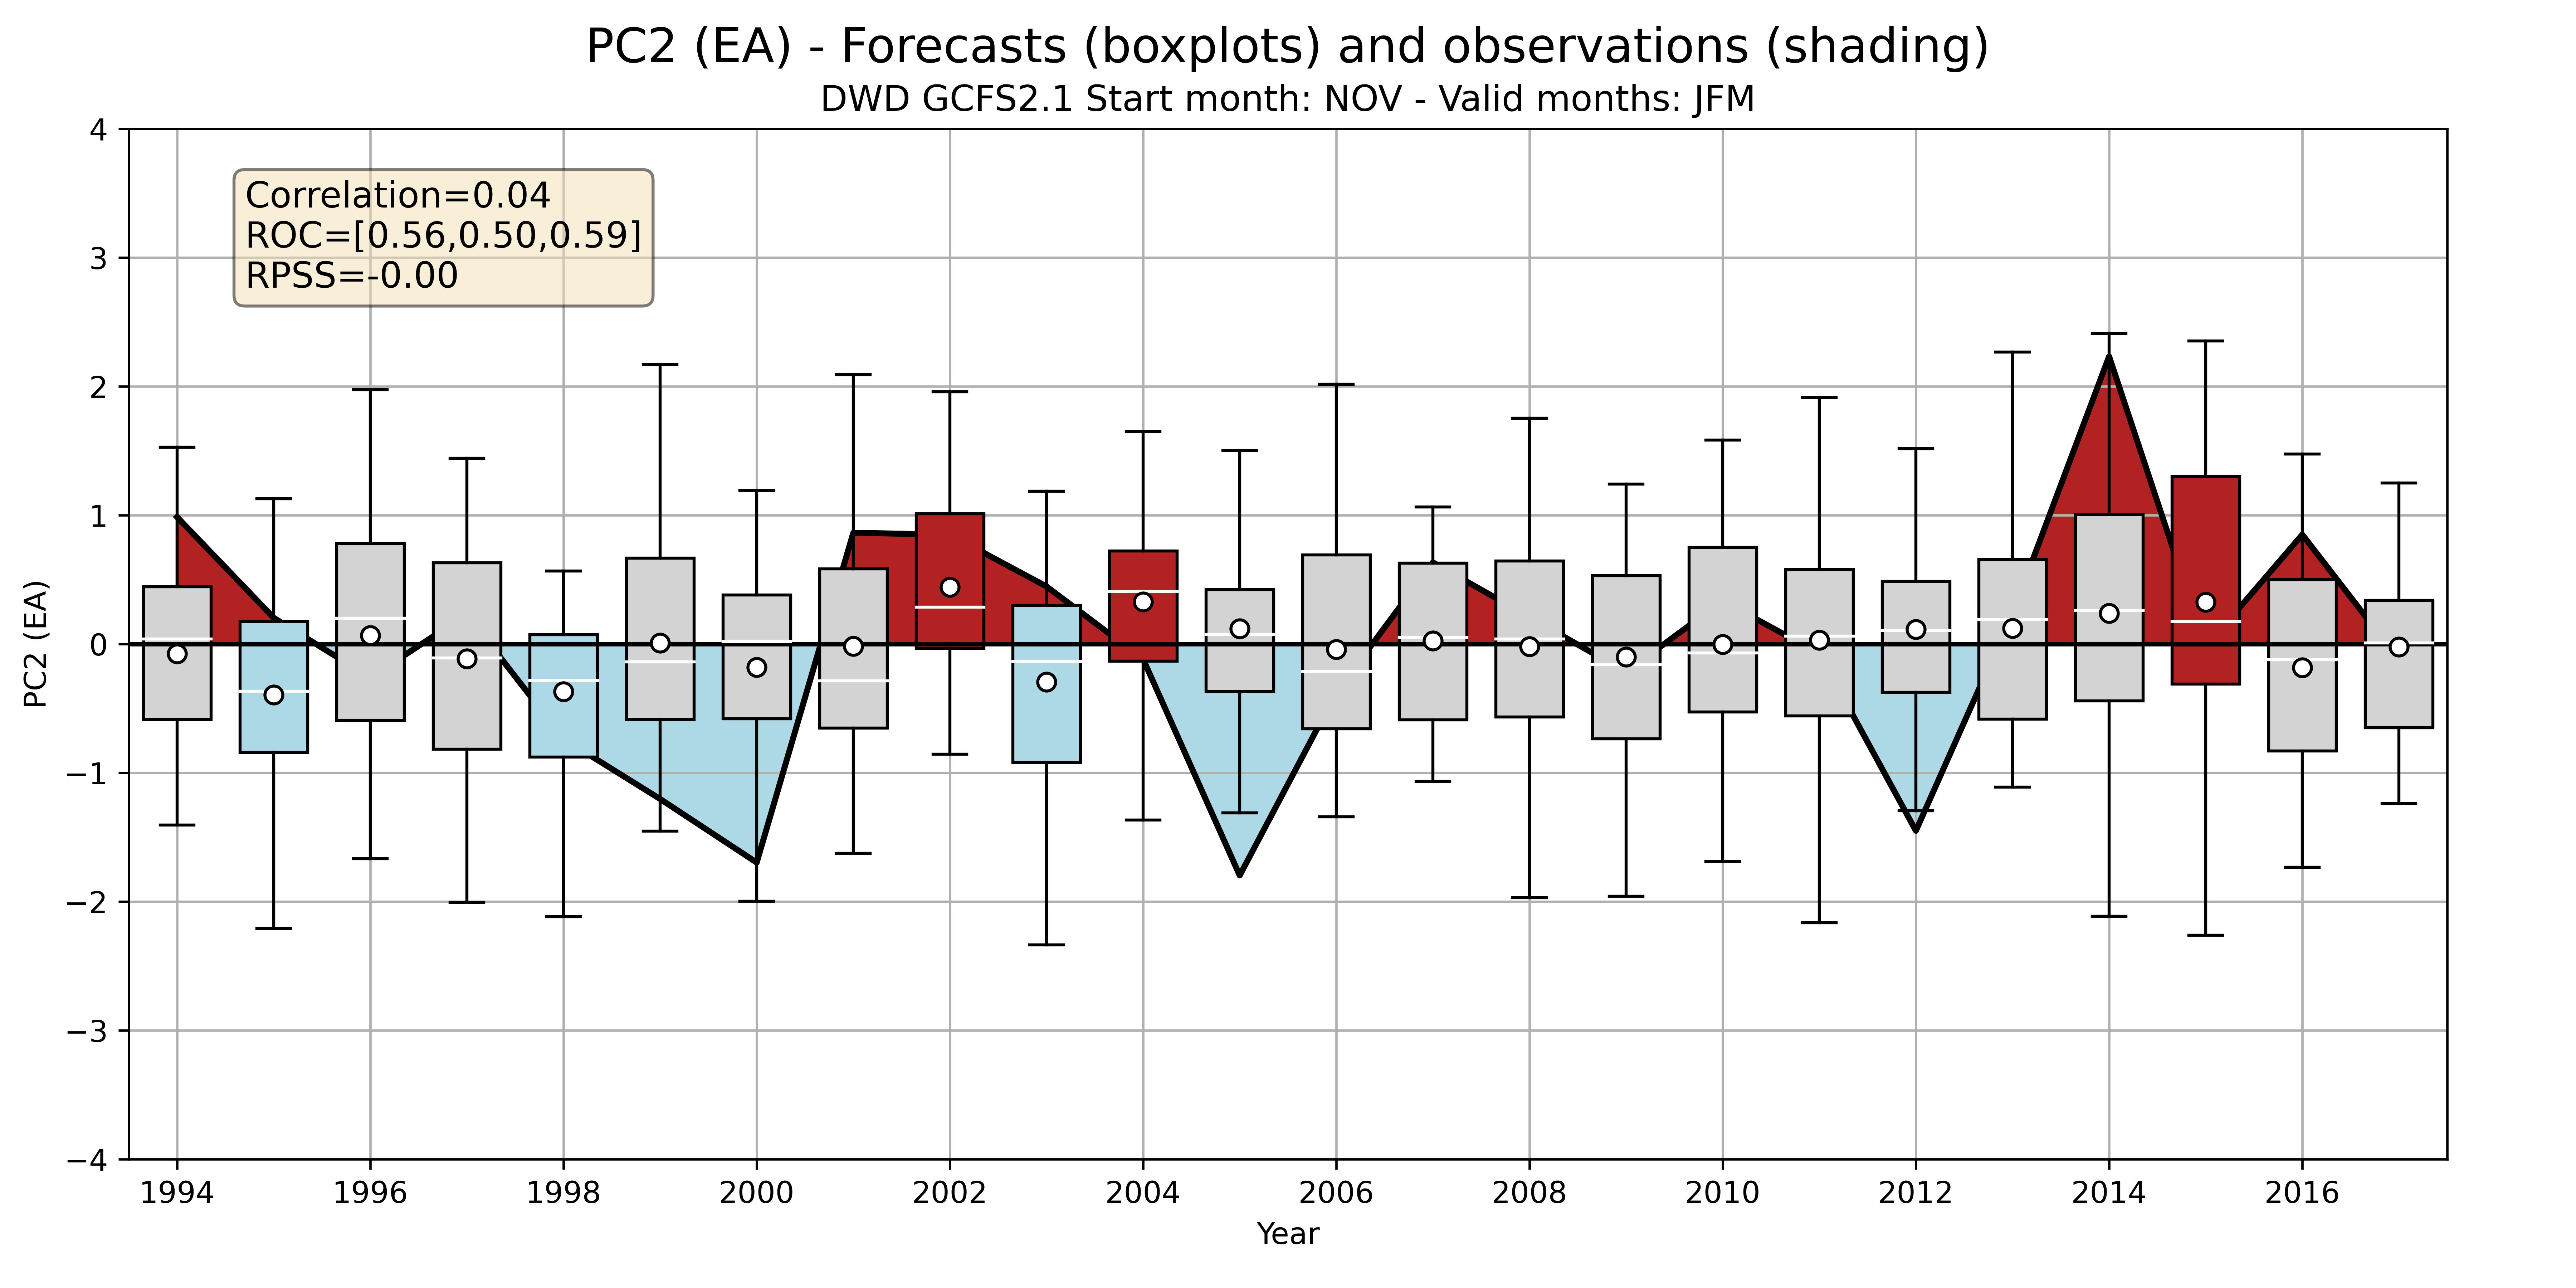 PC2 (EA) - Forecasts (boxplots) and observations (shading)
DWD GCFS2.1 Start month: NOV - Valid months: JFM
Correlation=0.04
ROC=[0.56,0.50,0.59]
RPSS=-0.00
PC2 (EA)
4
3
2
1
0
−1
−2
−3
−4
1994 1996 1998 2000 2002 2004 2006 2008 2010 2012 2014 2016
Year